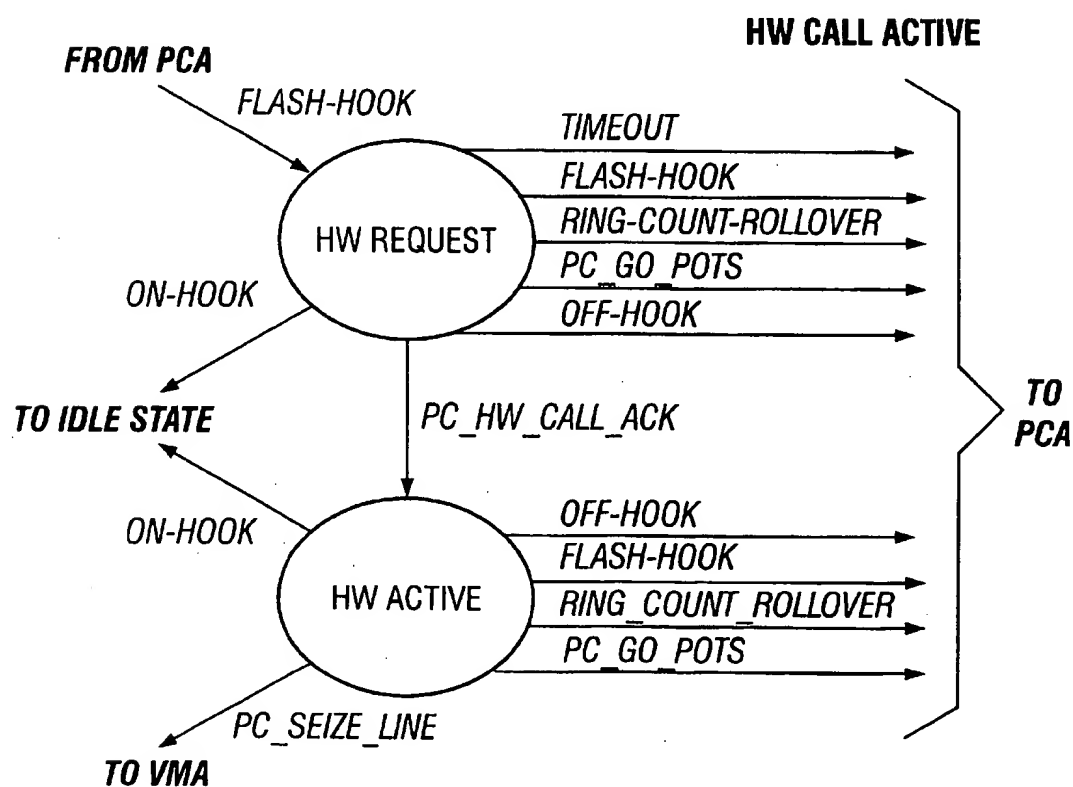 HW CALL ACTIVE
FROM PCA
FLASH-HOOK
TIMEOUT
FLASH-HOOK
RING-COUNT-ROLLOVER
HW REQUEST
PC_GO_POTS
ON-HOOK
OFF-HOOK
TO IDLE STATE
PC_HW_CALL_ACK
TO
PCA
ON-HOOK
OFF-HOOK
FLASH-HOOK
HW ACTIVE
RING_COUNT_ROLLOVER
PC_GO_POTS
PC_SEIZE_LINE
TO VMA